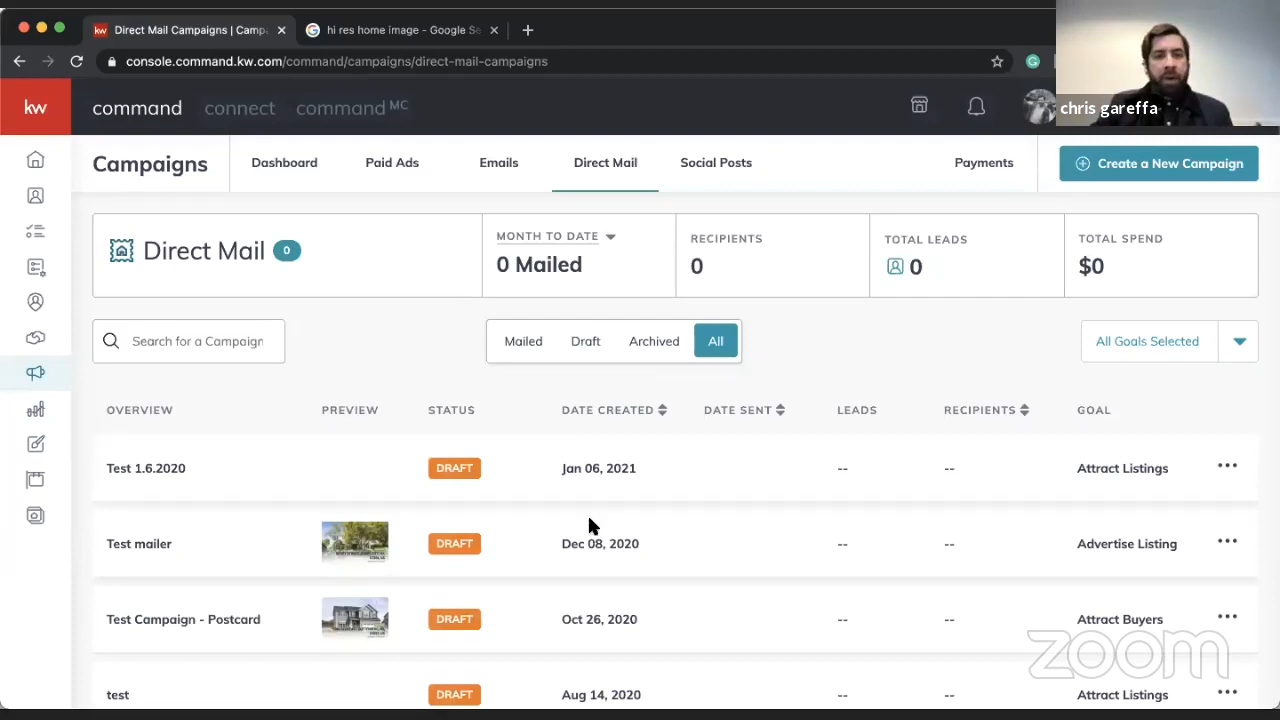 Direct Mail Campaigns | Camp
hi res home image - Google Se
console.command.kw.com/command/campaigns/direct-mail-campaigns
chris gareffa
kw
command
connect
command MC
Campaigns
Dashboard
Paid Ads
Emails
Direct Mail
Social Posts
Payments
Create a New Campaign
Direct Mail 0
MONTH TO DATE
0 Mailed
RECIPIENTS
0
TOTAL LEADS
0
TOTAL SPEND
$0
Search for a Campaign
Mailed
Draft
Archived
All
All Goals Selected
OVERVIEW PREVIEW STATUS DATE CREATED DATE SENT LEADS RECIPIENTS GOAL
Test 1.6.2020 DRAFT Jan 06, 2021 -- -- Attract Listings
Test mailer DRAFT Dec 08, 2020 -- -- Advertise Listing
Test Campaign - Postcard DRAFT Oct 26, 2020 -- -- Attract Buyers
test DRAFT Aug 14, 2020 -- -- Attract Listings
zoom